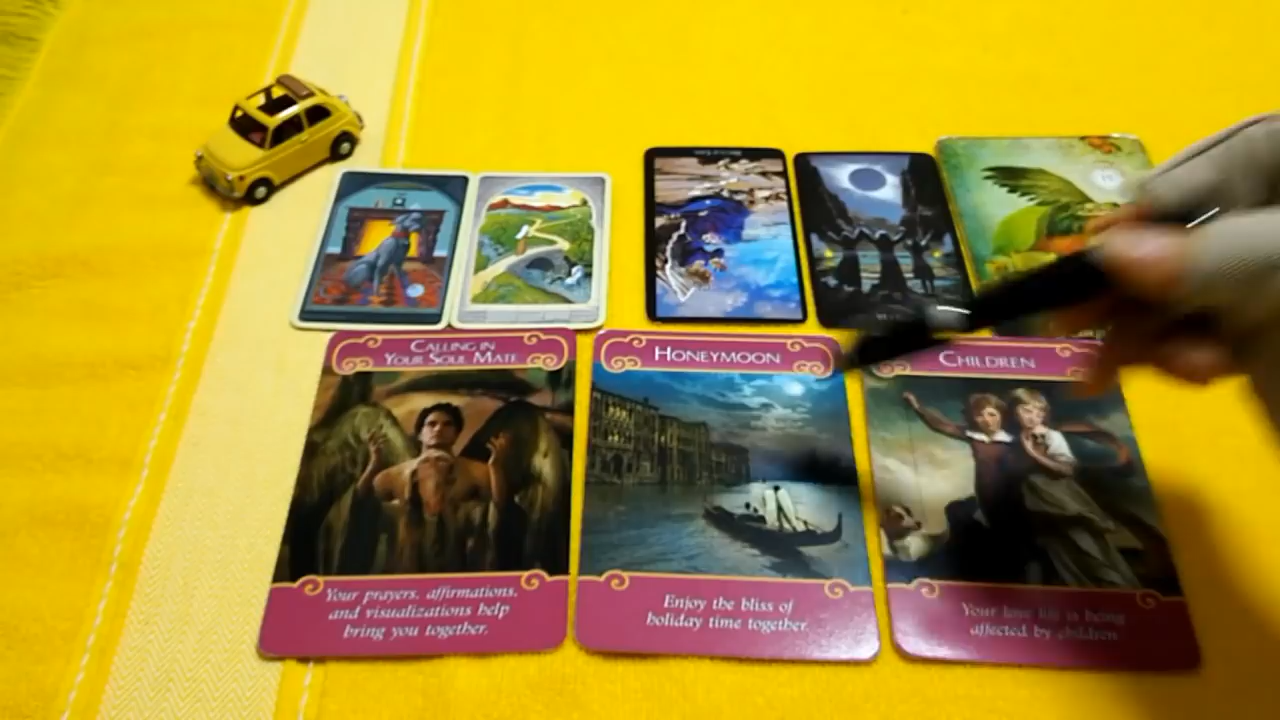 CALLING IN
YOUR SOUL MATE
HONEYMOON
CHILDREN
Your prayers, affirmations,
and visualizations help
bring you together.
Enjoy the bliss of
holiday time together.
Your love life is being
affected by children